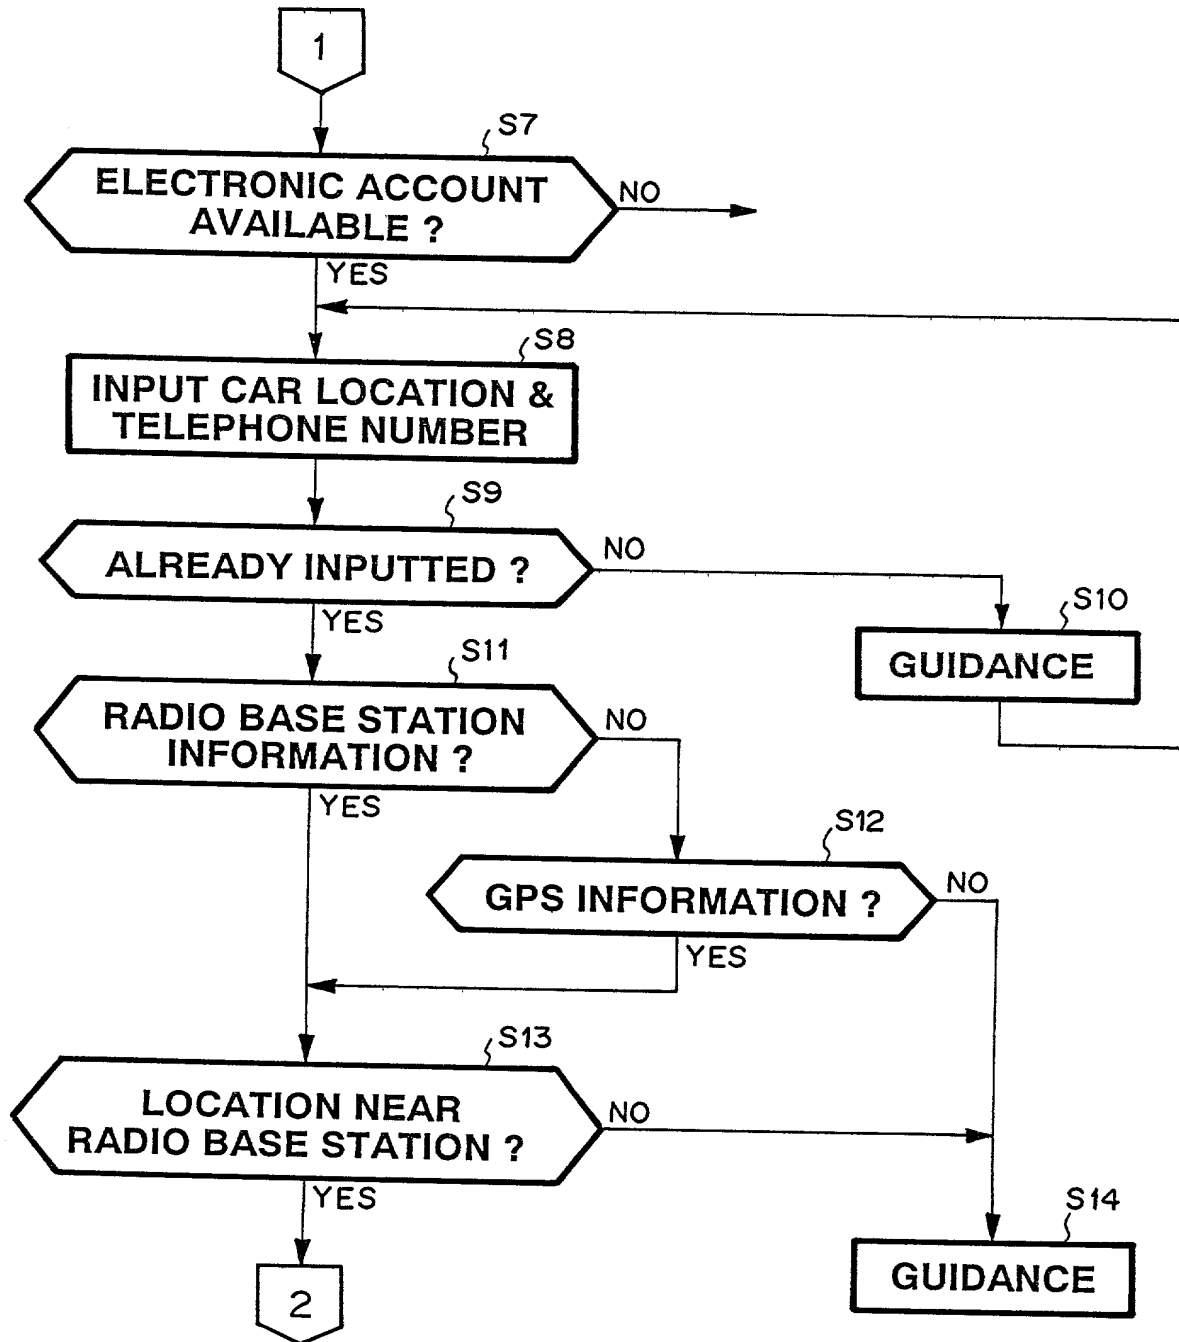 1
S7
ELECTRONIC ACCOUNT
AVAILABLE ?
NO
YES
S8
INPUT CAR LOCATION &
TELEPHONE NUMBER
S9
ALREADY INPUTTED ?
NO
YES
S10
GUIDANCE
S11
RADIO BASE STATION
INFORMATION ?
NO
YES
S12
GPS INFORMATION ?
NO
YES
S13
LOCATION NEAR
RADIO BASE STATION ?
NO
YES
S14
GUIDANCE
2